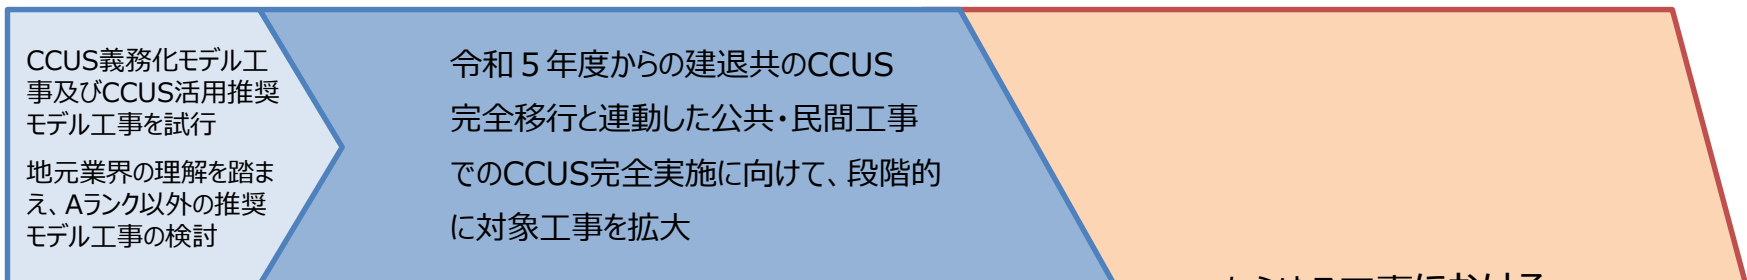 CCUS義務化モデル工
事及びCCUS活用推奨
モデル工事を試行
地元業界の理解を踏ま
え、Aランク以外の推奨
モデル工事の検討
令和５年度からの建退共のCCUS
完全移行と連動した公共・民間工事
でのCCUS完全実施に向けて、段階的
に対象工事を拡大